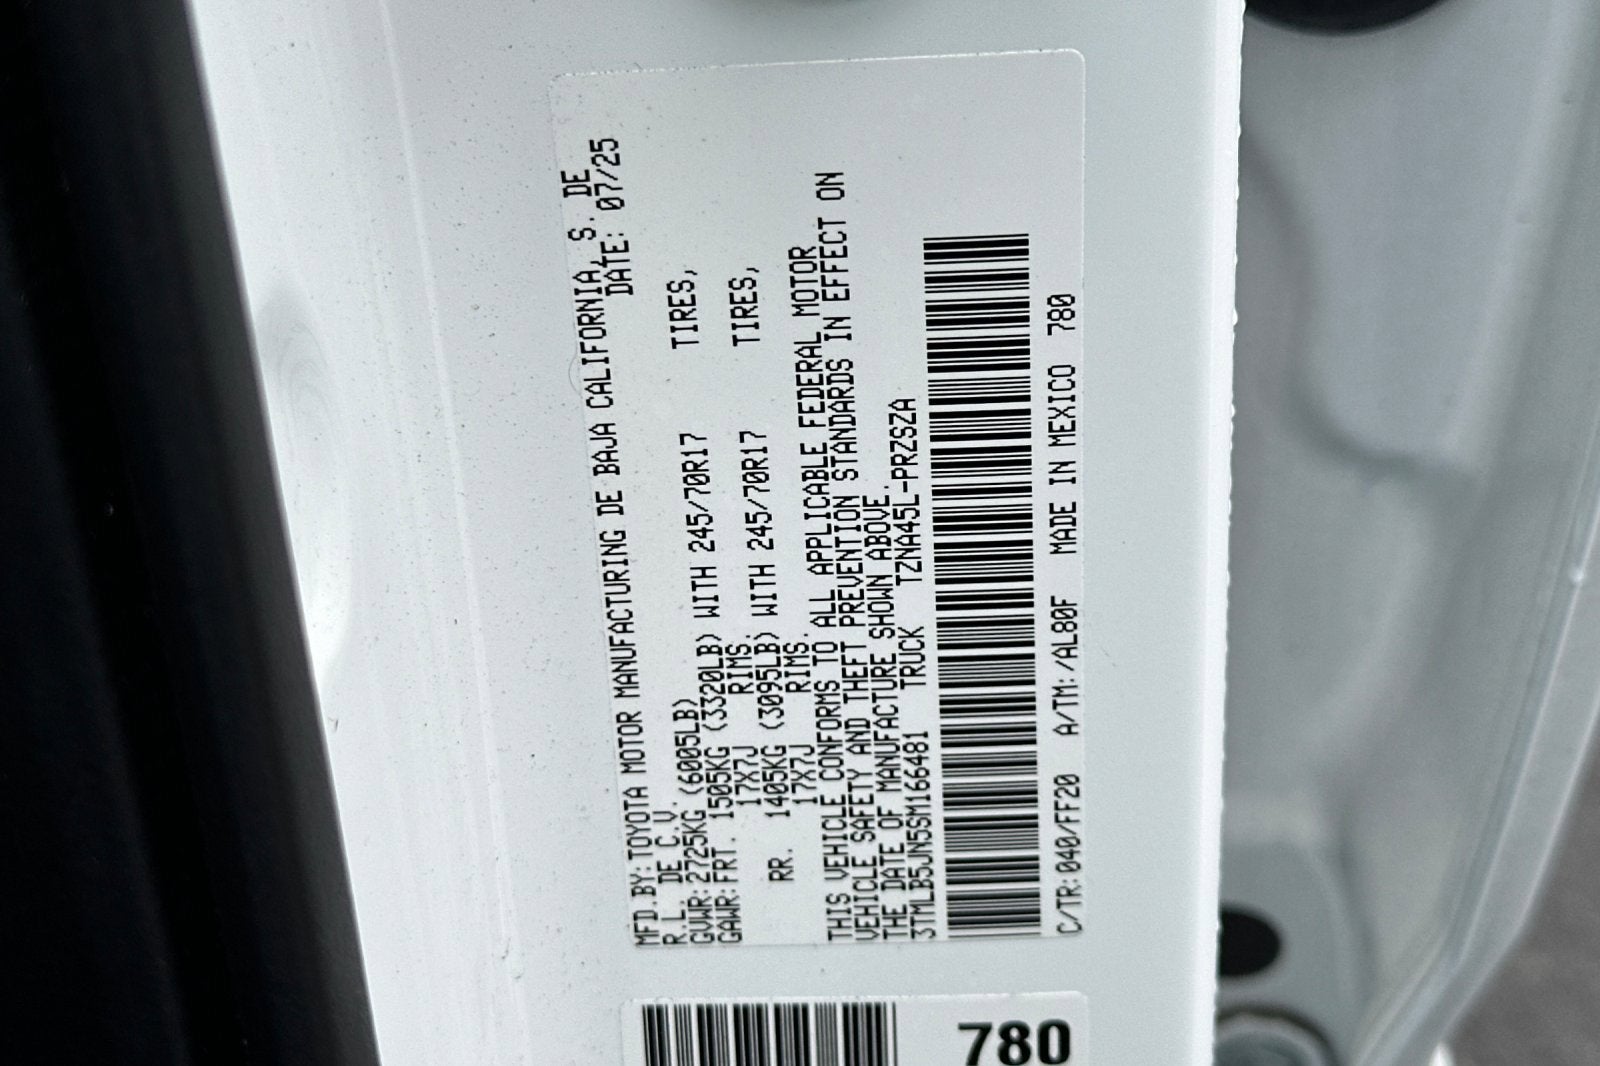 MFD.BY:TOYOTA MOTOR MANUFACTURING DE BAJA CALIFORNIA, S. DE
R.L. DE C.V. DATE: 07/25
GVWR:2725KG (6005LB)
GAWR:FRT. 1505KG (3320LB) WITH 245/70R17 TIRES,
17X7J RIMS.
RR. 1405KG (3095LB) WITH 245/70R17 TIRES,
17X7J RIMS.
THIS VEHICLE CONFORMS TO ALL APPLICABLE FEDERAL MOTOR
VEHICLE SAFETY AND THEFT PREVENTION STANDARDS IN EFFECT ON
THE DATE OF MANUFACTURE SHOWN ABOVE.
3TMLB5JN5SM166481 TRUCK TZNA45L-PRZSZA
C/TR:040/FF20 A/TM:/AL80F MADE IN MEXICO 780
780